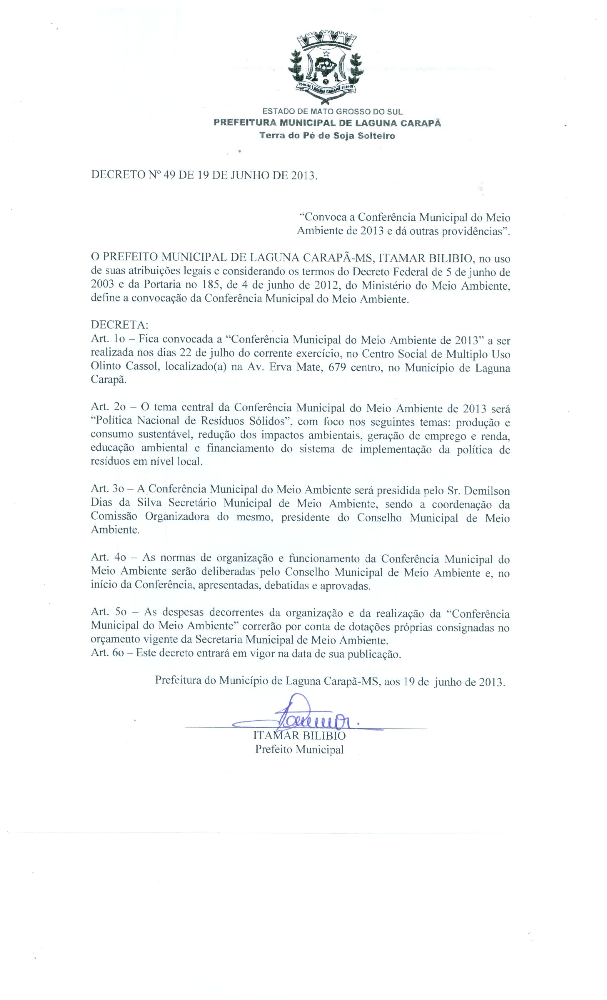 22-04-92 LAGUNA CARAPÃ 01-01-93
ESTADO DE MATO GROSSO DO SUL
PREFEITURA MUNICIPAL DE LAGUNA CARAPÃ
Terra do Pé de Soja Solteiro
DECRETO Nº 49 DE 19 DE JUNHO DE 2013.
“Convoca a Conferência Municipal do Meio
Ambiente de 2013 e dá outras providências”.
O PREFEITO MUNICIPAL DE LAGUNA CARAPÃ-MS, ITAMAR BILIBIO, no uso
de suas atribuições legais e considerando os termos do Decreto Federal de 5 de junho de
2003 e da Portaria no 185, de 4 de junho de 2012, do Ministério do Meio Ambiente,
define a convocação da Conferência Municipal do Meio Ambiente.
DECRETA:
Art. 1o – Fica convocada a “Conferência Municipal do Meio Ambiente de 2013” a ser
realizada nos dias 22 de julho do corrente exercício, no Centro Social de Multiplo Uso
Olinto Cassol, localizado(a) na Av. Erva Mate, 679 centro, no Município de Laguna
Carapã.
Art. 2o – O tema central da Conferência Municipal do Meio Ambiente de 2013 será
“Política Nacional de Resíduos Sólidos”, com foco nos seguintes temas: produção e
consumo sustentável, redução dos impactos ambientais, geração de emprego e renda,
educação ambiental e financiamento do sistema de implementação da política de
resíduos em nível local.
Art. 3o – A Conferência Municipal do Meio Ambiente será presidida pelo Sr. Demilson
Dias da Silva Secretário Municipal de Meio Ambiente, sendo a coordenação da
Comissão Organizadora do mesmo, presidente do Conselho Municipal de Meio
Ambiente.
Art. 4o – As normas de organização e funcionamento da Conferência Municipal do
Meio Ambiente serão deliberadas pelo Conselho Municipal de Meio Ambiente e, no
início da Conferência, apresentadas, debatidas e aprovadas.
Art. 5o – As despesas decorrentes da organização e da realização da “Conferência
Municipal do Meio Ambiente” correrão por conta de dotações próprias consignadas no
orçamento vigente da Secretaria Municipal de Meio Ambiente.
Art. 6o – Este decreto entrará em vigor na data de sua publicação.
Prefeitura do Município de Laguna Carapã-MS, aos 19 de junho de 2013.
ITAMAR BILIBIO
Prefeito Municipal